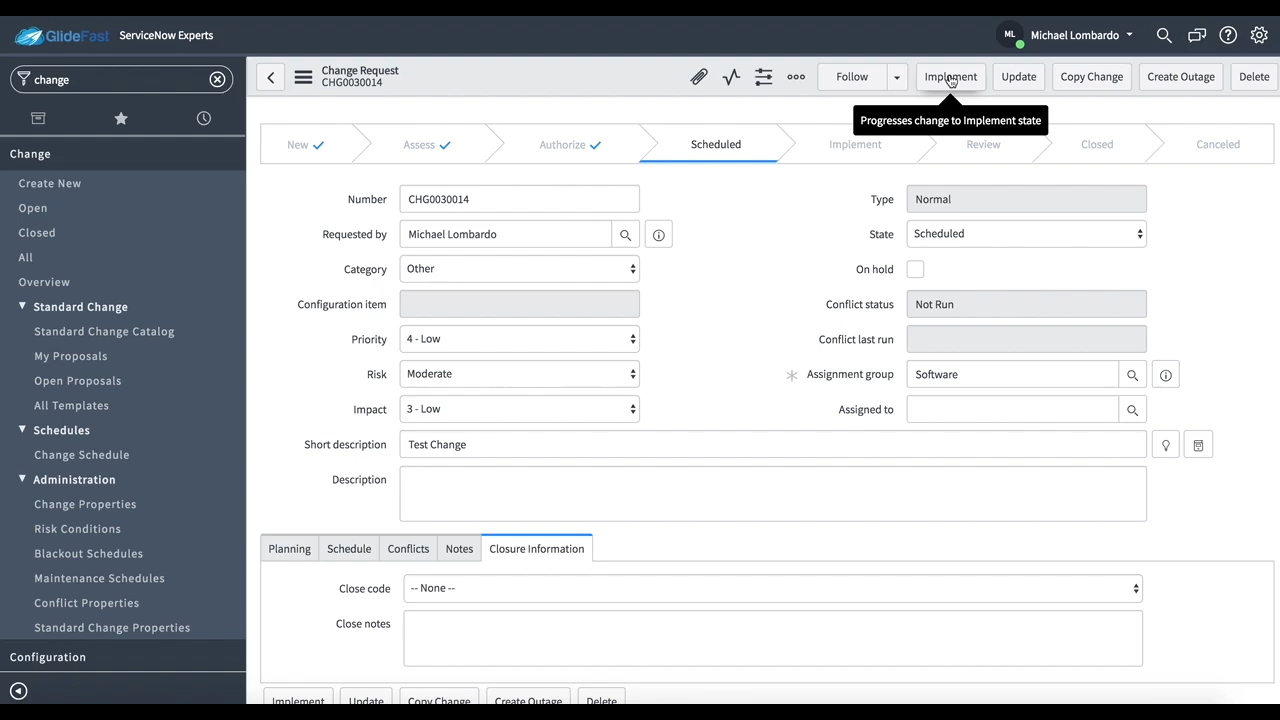 GlideFast ServiceNow Experts
ML Michael Lombardo
change
Change Request
CHG0030014
Follow
Implement
Update
Copy Change
Create Outage
Delete
Progresses change to Implement state
New
Assess
Authorize
Scheduled
Implement
Review
Closed
Canceled
Change
Create New
Open
Closed
All
Overview
Standard Change
Standard Change Catalog
My Proposals
Open Proposals
All Templates
Schedules
Change Schedule
Administration
Change Properties
Risk Conditions
Blackout Schedules
Maintenance Schedules
Conflict Properties
Standard Change Properties
Configuration
Number CHG0030014
Requested by Michael Lombardo
Category Other
Configuration item
Priority 4 - Low
Risk Moderate
Impact 3 - Low
Short description Test Change
Description
Type Normal
State Scheduled
On hold
Conflict status Not Run
Conflict last run
Assignment group Software
Assigned to
Planning
Schedule
Conflicts
Notes
Closure Information
Close code -- None --
Close notes
Implement
Update
Copy Change
Create Outage
Delete